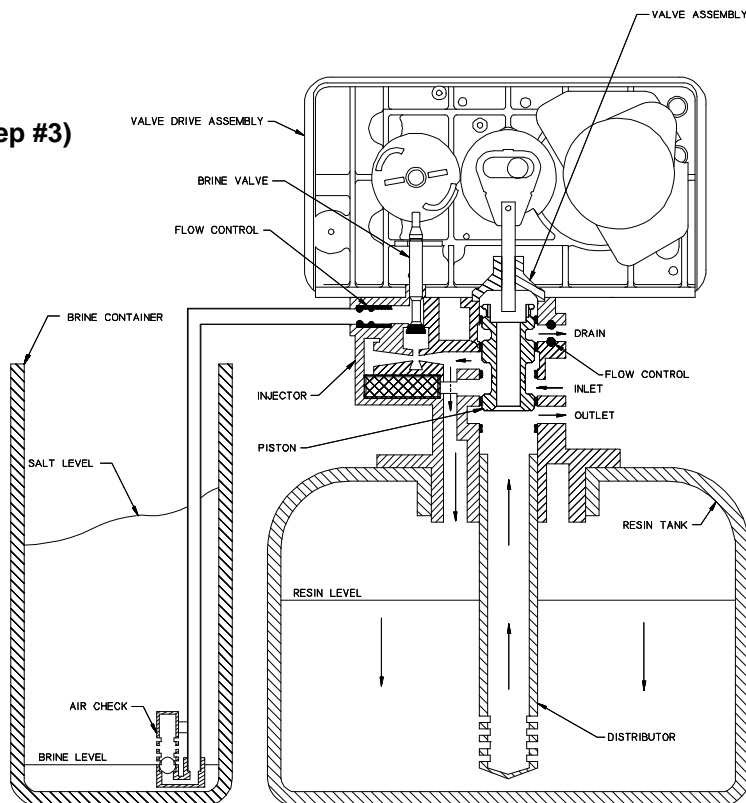 VALVE ASSEMBLY
ep #3)
VALVE DRIVE ASSEMBLY
BRINE VALVE
FLOW CONTROL
BRINE CONTAINER
DRAIN
FLOW CONTROL
INLET
INJECTOR
OUTLET
PISTON
SALT LEVEL
RESIN TANK
RESIN LEVEL
AIR CHECK
DISTRIBUTOR
BRINE LEVEL